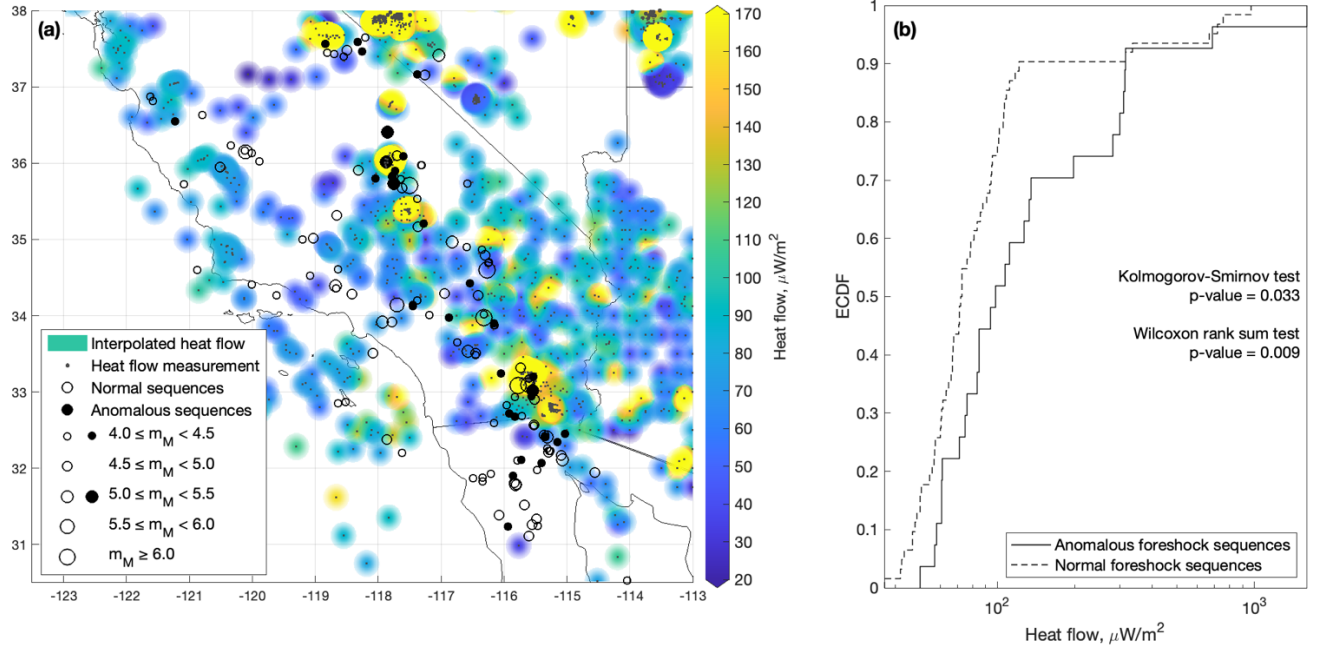 (a)
38
37
36
35
34
33
32
31
-123
-122
-121
-120
-119
-118
-117
-116
-115
-114
-113
Interpolated heat flow
Heat flow measurement
Normal sequences
Anomalous sequences
4.0 ≤ m_M < 4.5
4.5 ≤ m_M < 5.0
5.0 ≤ m_M < 5.5
5.5 ≤ m_M < 6.0
m_M ≥ 6.0
170
160
150
140
130
120
110
100
90
80
70
60
50
40
30
20
Heat flow, μW/m²
(b)
1
0.9
0.8
0.7
0.6
0.5
0.4
0.3
0.2
0.1
0
ECDF
Kolmogorov-Smirnov test
p-value = 0.033
Wilcoxon rank sum test
p-value = 0.009
Anomalous foreshock sequences
Normal foreshock sequences
10²
10³
Heat flow, μW/m²